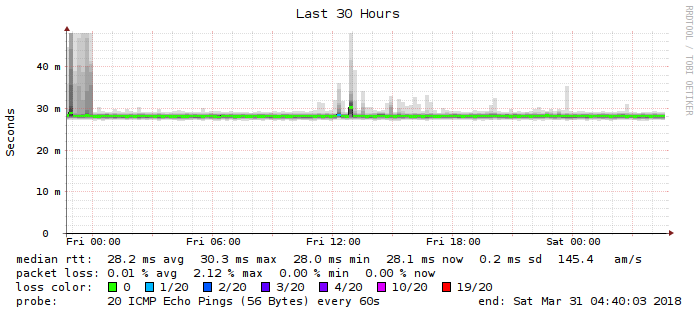 Last 30 Hours
RRDTOOL / TOBI OETIKER
Seconds
40 m
30 m
20 m
10 m
0
Fri 00:00 Fri 06:00 Fri 12:00 Fri 18:00 Sat 00:00
median rtt: 28.2 ms avg 30.3 ms max 28.0 ms min 28.1 ms now 0.2 ms sd 145.4 am/s
packet loss: 0.01 % avg 2.12 % max 0.00 % min 0.00 % now
loss color: 0 1/20 2/20 3/20 4/20 10/20 19/20
probe: 20 ICMP Echo Pings (56 Bytes) every 60s end: Sat Mar 31 04:40:03 2018